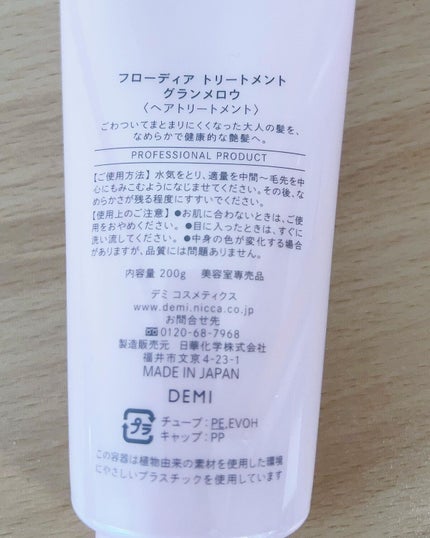 フローディア トリートメント
グランメロウ
〈ヘアトリートメント〉
ごわついてまとまりにくくなった大人の髪を、
なめらかで健康的な艶髪へ。
PROFESSIONAL PRODUCT
【ご使用方法】水気をとり、適量を中間〜毛先を中
心にもみこむようになじませてください。その後、な
めらかさが残る程度にすすいでください。
【使用上のご注意】●お肌に合わないときは、ご使
用をおやめください。●目に入ったときは、すぐに
洗い流してください。●中身の色が変化する場合
がありますが、品質には問題ありません。
内容量 200g 美容室専売品
デミ コスメティクス
www.demi.nicca.co.jp
お問合せ先
0120-68-7968
製造販売元 日華化学株式会社
福井市文京4-23-1
MADE IN JAPAN
DEMI
プラ
チューブ:PE,EVOH
キャップ:PP
この容器は植物由来の素材を使用した環境
にやさしいプラスチックを使用しています